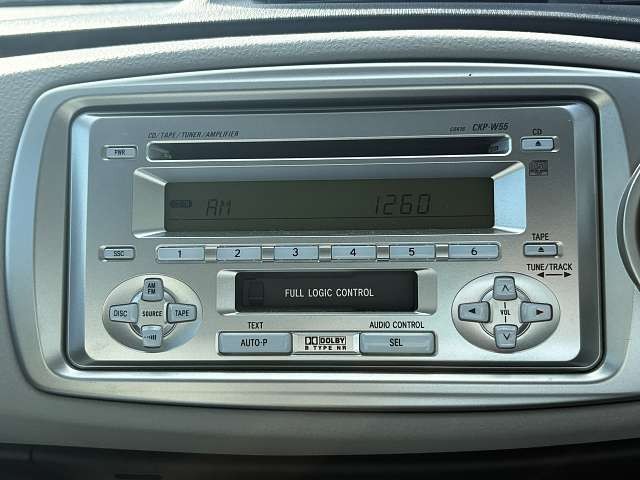 CD/TAPE/TUNER/AMPLIFIER
CKP-W55
CD
PWR
AM 1260
SSC
1 2 3 4 5 6
TAPE
TUNE/TRACK
AM
FM
DISC SOURCE TAPE
FULL LOGIC CONTROL
VOL
TEXT
AUDIO CONTROL
AUTO-P
DOLBY
B TYPE NR
SEL